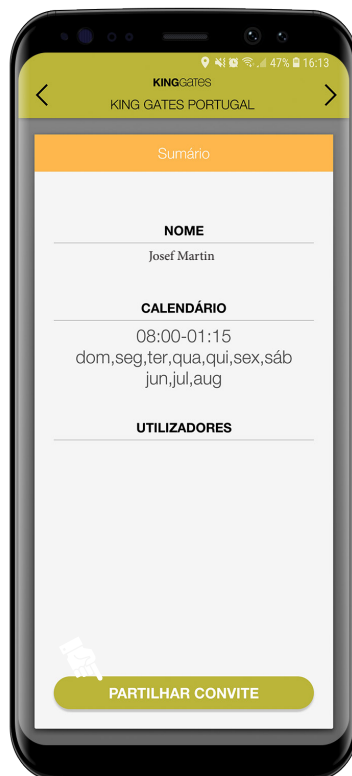 47% 16:13
KINGGATES
KING GATES PORTUGAL
Sumário
NOME
Josef Martin
CALENDÁRIO
08:00-01:15
dom,seg,ter,qua,qui,sex,sáb
jun,jul,aug
UTILIZADORES
PARTILHAR CONVITE